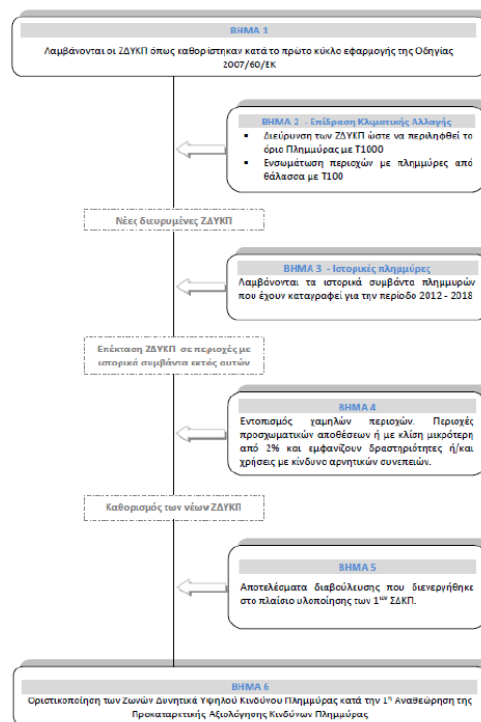 ΒΗΜΑ 1
Λαμβάνονται οι ΖΔΥΚΠ όπως καθορίστηκαν κατά το πρώτο κύκλο εφαρμογής της Οδηγίας
2007/60/ΕΚ
ΒΗΜΑ 2 - Επίδραση Κλιματικής Αλλαγής
▪ Διεύρυνση των ΖΔΥΚΠ ώστε να περιληφθεί το
όριο Πλημμύρας με Τ1000
▪ Ενσωμάτωση περιοχών με πλημμύρες από
θάλασσα με Τ100
Νέες διευρυμένες ΖΔΥΚΠ
ΒΗΜΑ 3 - Ιστορικές πλημμύρες
Λαμβάνονται τα ιστορικά συμβάντα πλημμυρών
που έχουν καταγραφεί για την περίοδο 2012 - 2018
Επέκταση ΖΔΥΚΠ σε περιοχές με
ιστορικά συμβάντα εκτός αυτών
ΒΗΜΑ 4
Εντοπισμός χαμηλών περιοχών. Περιοχές
προσχωματικών αποθέσεων ή με κλίση μικρότερη
από 2% και εμφανίζουν δραστηριότητες ή/και
χρήσεις με κίνδυνο αρνητικών συνεπειών.
Καθορισμός των νέων ΖΔΥΚΠ
ΒΗΜΑ 5
Αποτελέσματα διαβούλευσης που διενεργήθηκε
στο πλαίσιο υλοποίησης των 1ων ΣΔΚΠ.
ΒΗΜΑ 6
Οριστικοποίηση των Ζωνών Δυνητικά Υψηλού Κινδύνου Πλημμύρας κατά την 1η Αναθεώρηση της
Προκαταρκτικής Αξιολόγησης Κινδύνων Πλημμύρας